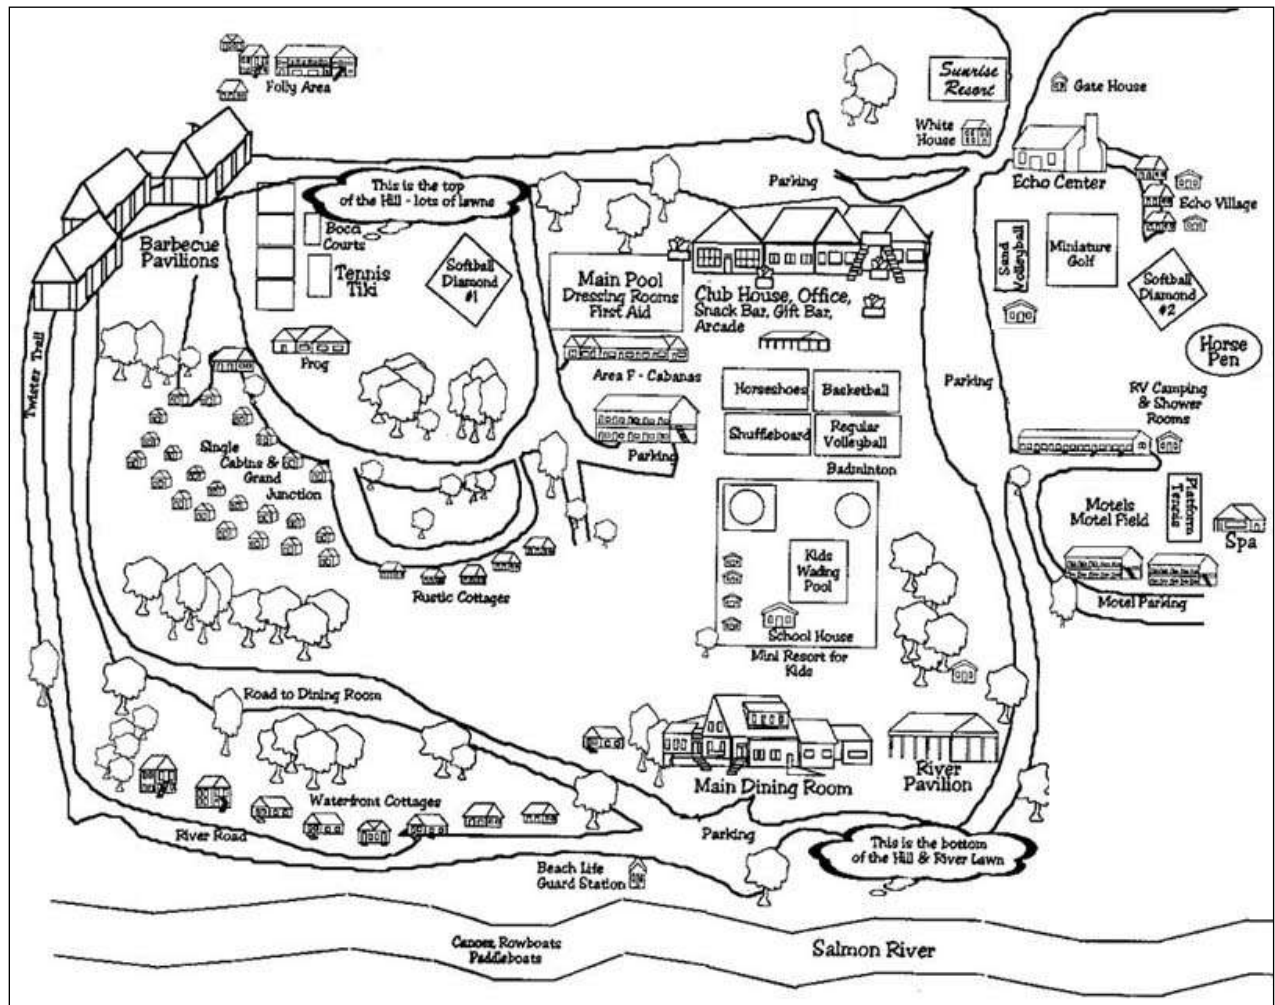 Folly Area
Sunrise
Resort
Gate House
White
House
Echo Center
Echo Village
Parking
This is the top
of the Hill - lots of lawns
Barbecue
Pavilions
Boca
Courts
Tennis
Tiki
Softball
Diamond
#1
Main Pool
Dressing Rooms
First Aid
Club House, Office,
Snack Bar, Gift Bar,
Arcade
Sand
Volleyball
Miniature
Golf
Softball
Diamond
#2
Horse
Pen
Twister Trail
Frog
Area F - Cabanas
Horseshoes
Basketball
Shuffleboard
Regular
Volleyball
Badminton
Parking
Parking
RV Camping
& Shower
Rooms
Single
Cabins &
Grand
Junction
Motels
Motel Field
Platform
Tennis
Spa
Motel Parking
Rustic Cottages
Kids
Wading
Pool
School House
Mini Resort for
Kids
Road to Dining Room
Main Dining Room
River
Pavilion
Waterfront Cottages
River Road
Parking
This is the bottom
of the Hill & River Lawn
Beach Life
Guard Station
Canoes, Rowboats
Paddleboats
Salmon River